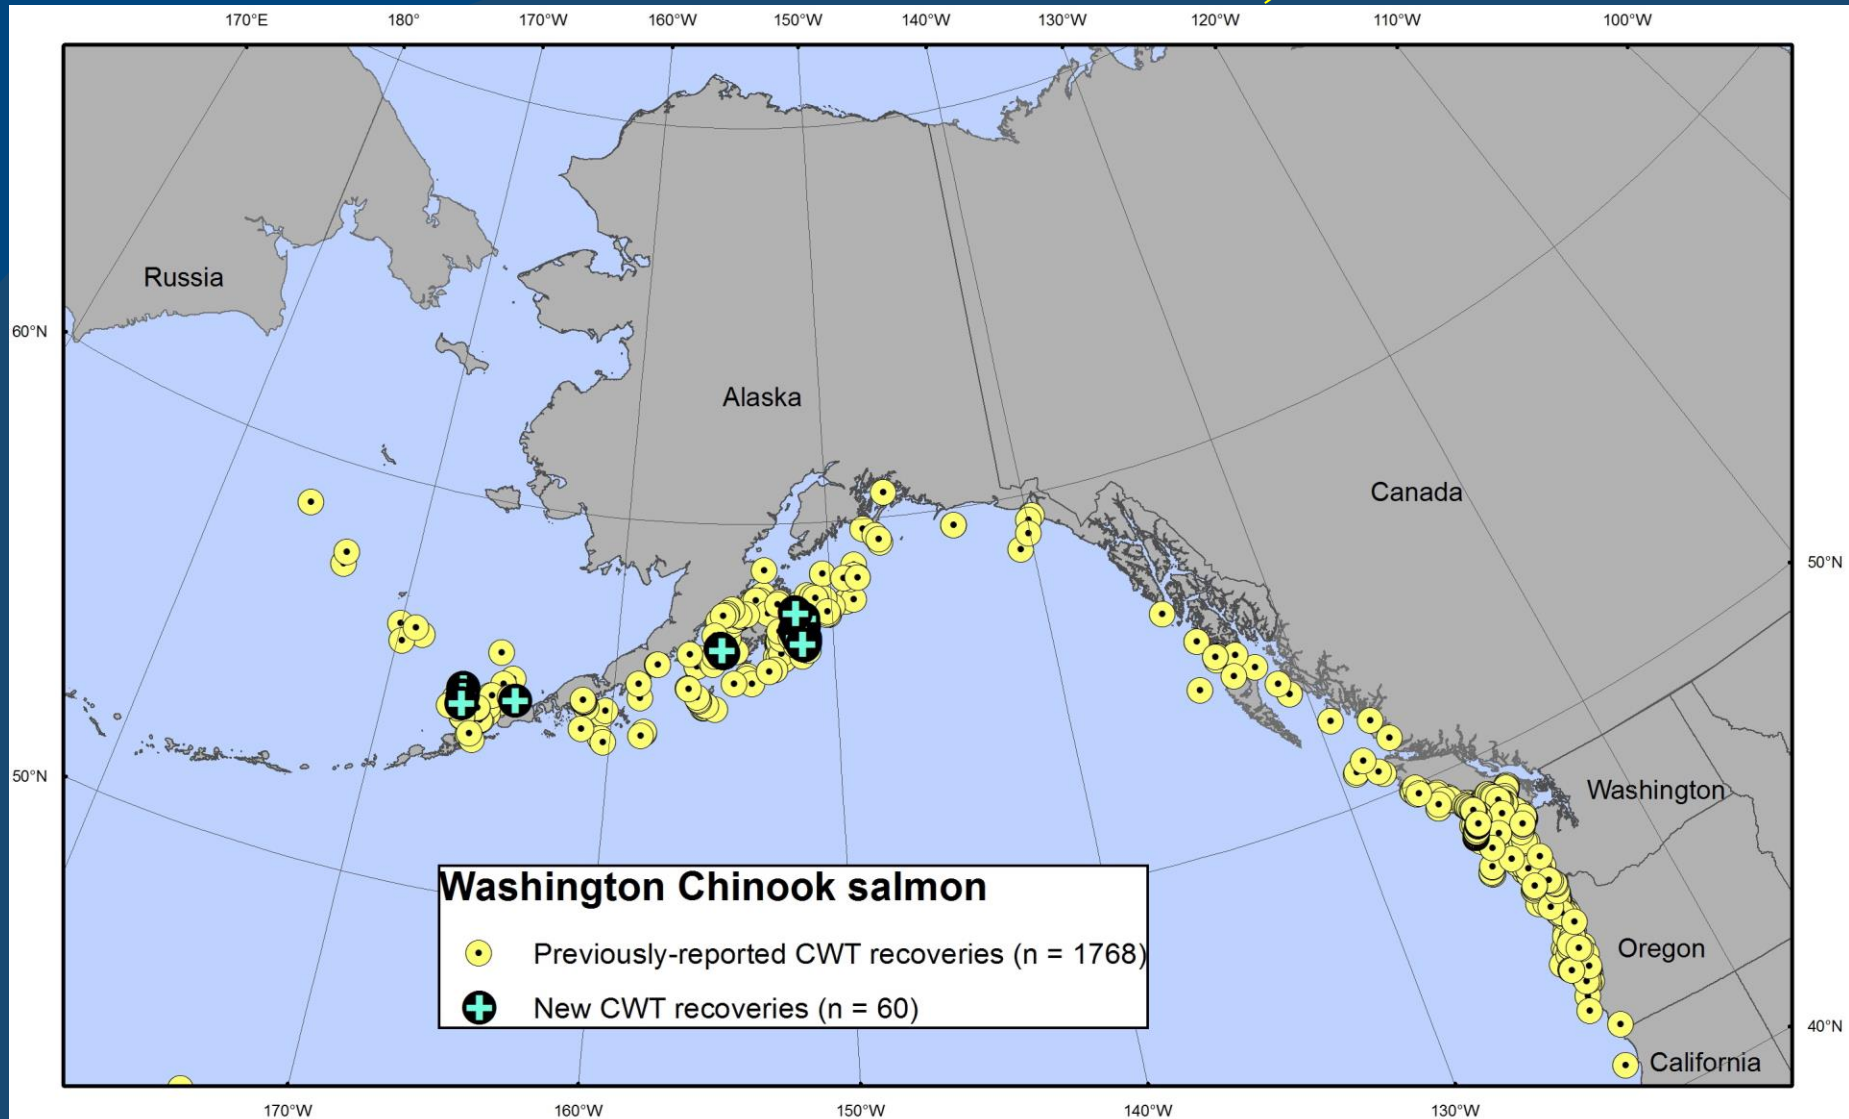 170°E 180° 170°W 160°W 150°W 140°W 130°W 120°W 110°W 100°W
Russia
60°N
Alaska
Canada
50°N
50°N
Washington
Washington Chinook salmon
Previously-reported CWT recoveries (n = 1768)
New CWT recoveries (n = 60)
Oregon
40°N
California
170°W 160°W 150°W 140°W 130°W